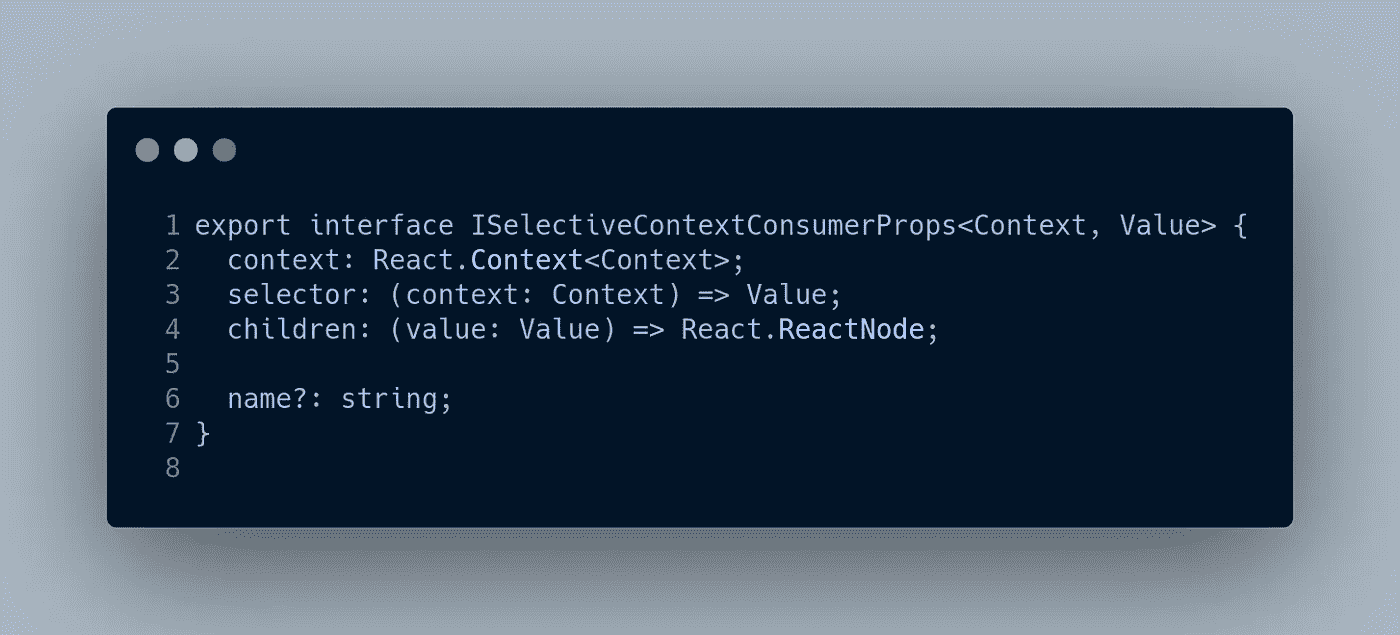 1 export interface ISelectiveContextConsumerProps<Context, Value> {
2   context: React.Context<Context>;
3   selector: (context: Context) => Value;
4   children: (value: Value) => React.ReactNode;
5
6   name?: string;
7 }
8